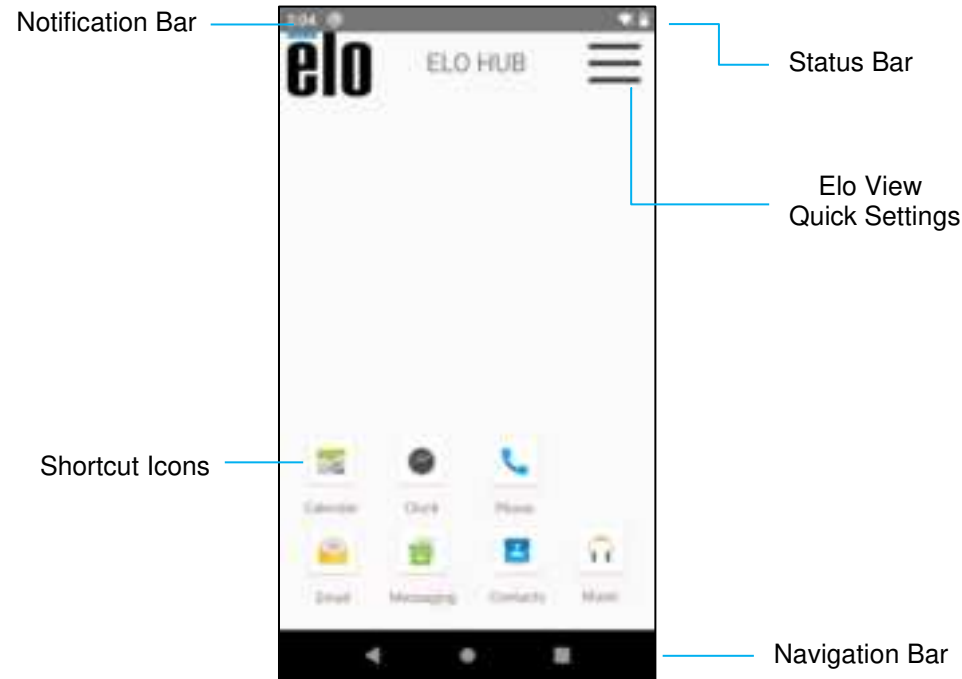 Notification Bar
elo
ELO HUB
Status Bar
Elo View
Quick Settings
Shortcut Icons
Calendar Clock Phone
Email Messaging Contacts Music
Navigation Bar